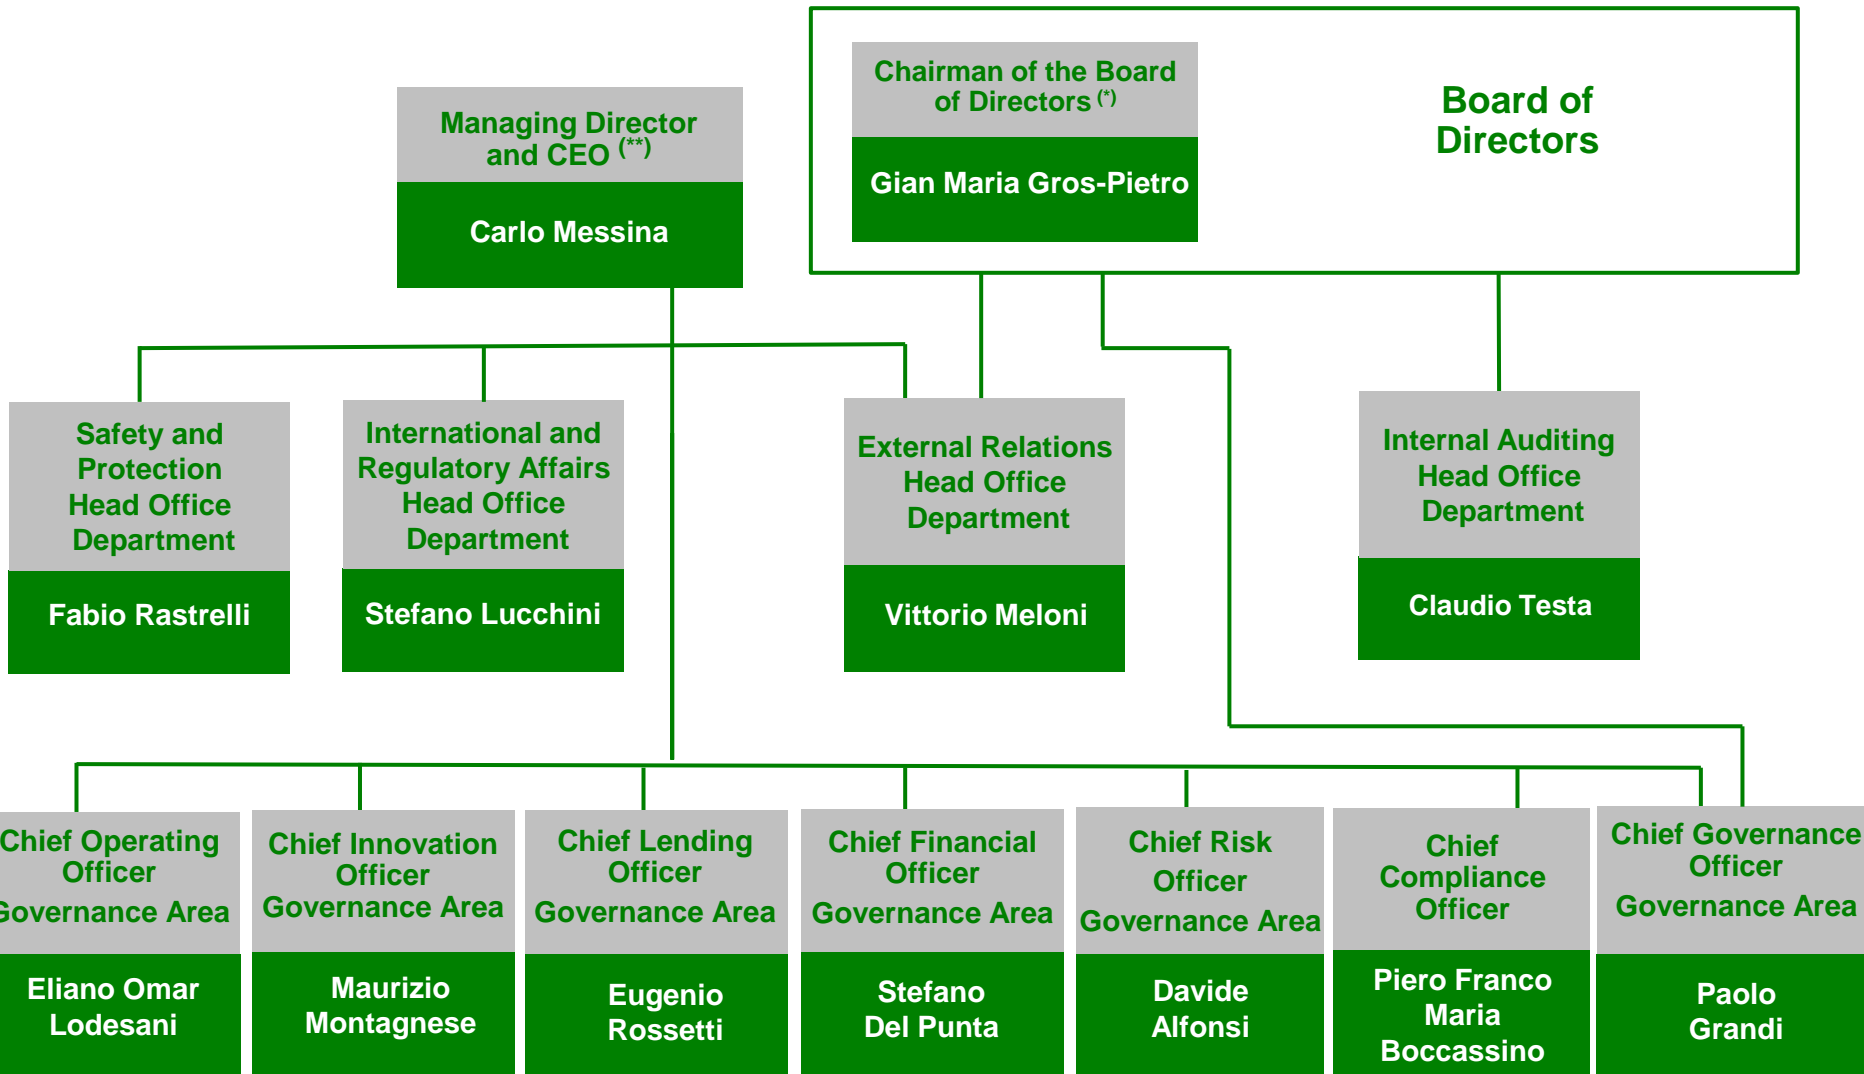 Chairman of the Board
of Directors (*)
Gian Maria Gros-Pietro
Board of
Directors
Managing Director
and CEO (**)
Carlo Messina
Safety and
Protection
Head Office
Department
Fabio Rastrelli
International and
Regulatory Affairs
Head Office
Department
Stefano Lucchini
External Relations
Head Office
Department
Vittorio Meloni
Internal Auditing
Head Office
Department
Claudio Testa
Chief Operating
Officer
Governance Area
Eliano Omar
Lodesani
Chief Innovation
Officer
Governance Area
Maurizio
Montagnese
Chief Lending
Officer
Governance Area
Eugenio
Rossetti
Chief Financial
Officer
Governance Area
Stefano
Del Punta
Chief Risk
Officer
Governance Area
Davide
Alfonsi
Chief
Compliance
Officer
Piero Franco
Maria
Boccassino
Chief Governance
Officer
Governance Area
Paolo
Grandi